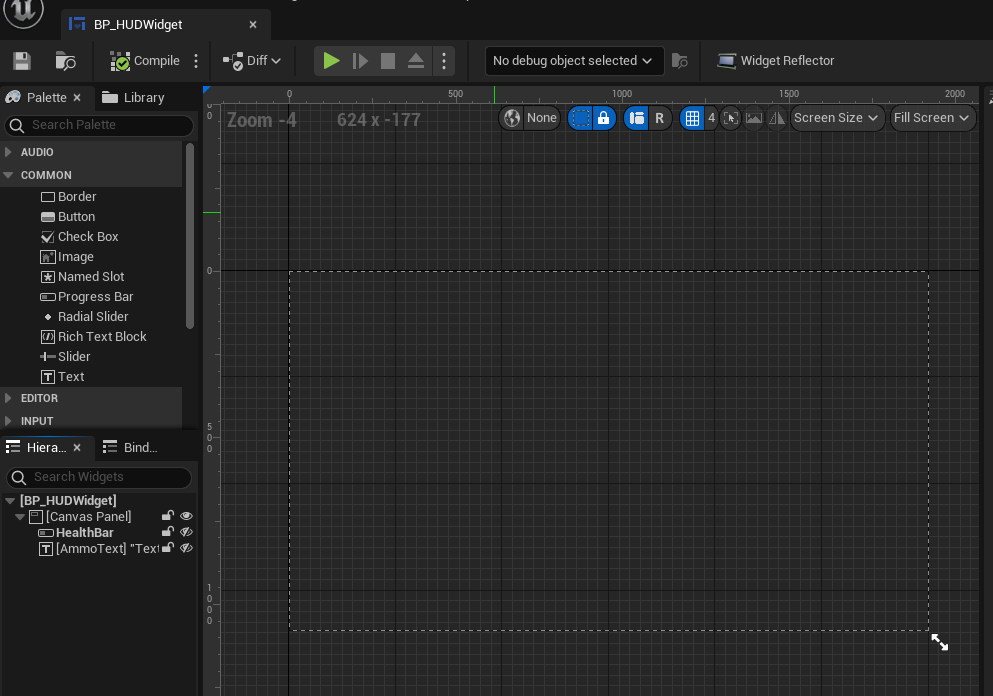 BP_HUDWidget
Compile
Diff
No debug object selected
Widget Reflector
Palette
Library
Search Palette
AUDIO
COMMON
Border
Button
Check Box
Image
Named Slot
Progress Bar
Radial Slider
Rich Text Block
Slider
Text
EDITOR
INPUT
Hiera...
Bind...
Search Widgets
[BP_HUDWidget]
[Canvas Panel]
HealthBar
[AmmoText] "Text
0 500 1000 1500 2000
Zoom -4 624 x -177
None
R
4
Screen Size
Fill Screen
0
0
500
1000